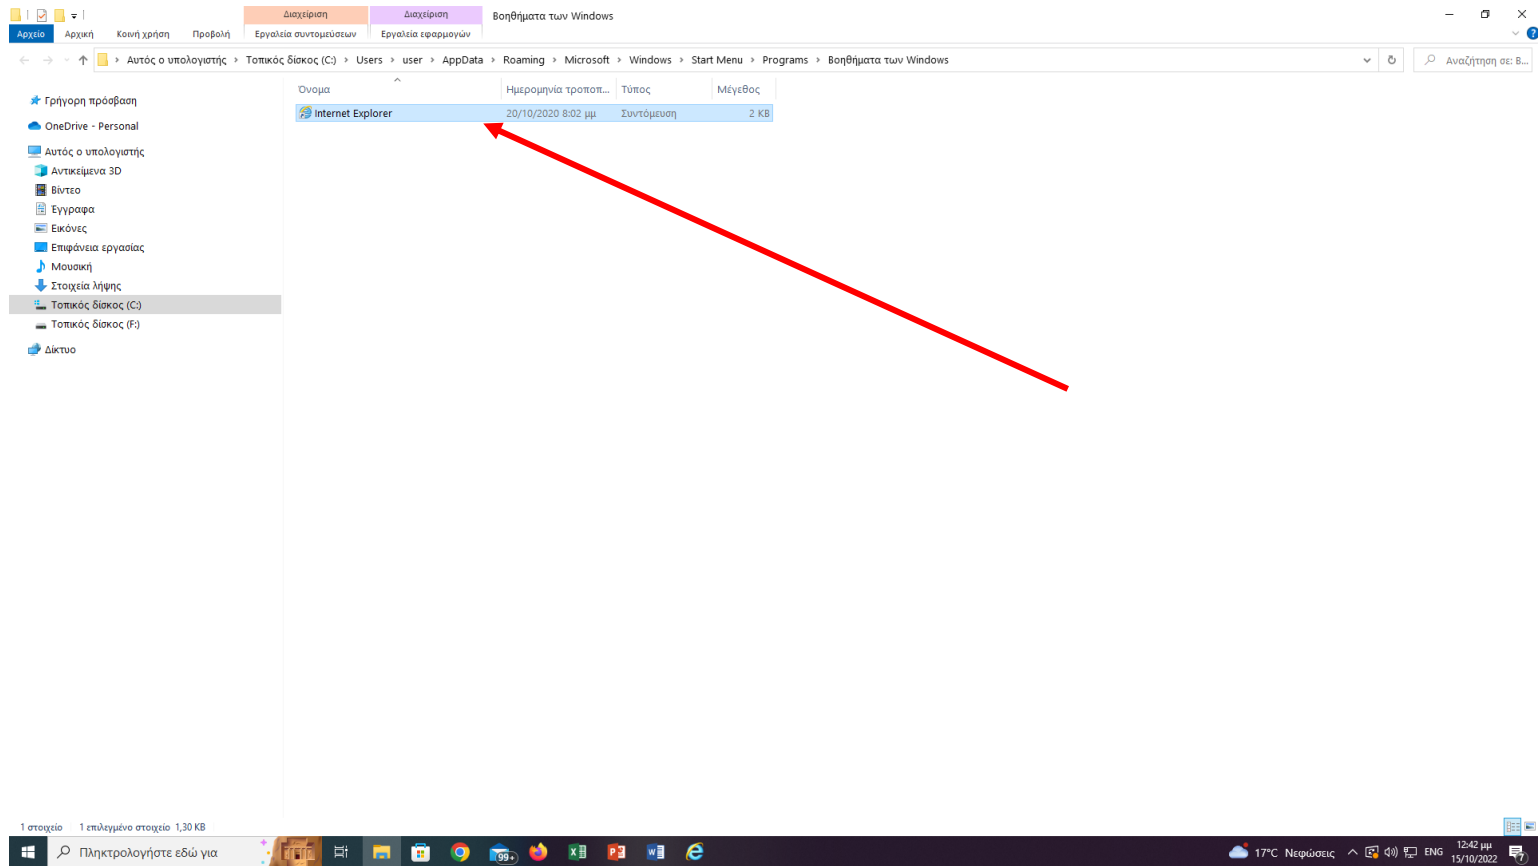 Διαχείριση Διαχείριση Βοηθήματα των Windows
Αρχείο Αρχική Κοινή χρήση Προβολή Εργαλεία συντομεύσεων Εργαλεία εφαρμογών
Αυτός ο υπολογιστής › Τοπικός δίσκος (C:) › Users › user › AppData › Roaming › Microsoft › Windows › Start Menu › Programs › Βοηθήματα των Windows Αναζήτηση σε: Β...
Όνομα Ημερομηνία τροποπ... Τύπος Μέγεθος
Internet Explorer 20/10/2020 8:02 μμ Συντόμευση 2 KB
Γρήγορη πρόσβαση
OneDrive - Personal
Αυτός ο υπολογιστής
Αντικείμενα 3D
Βίντεο
Έγγραφα
Εικόνες
Επιφάνεια εργασίας
Μουσική
Στοιχεία λήψης
Τοπικός δίσκος (C:)
Τοπικός δίσκος (F:)
Δίκτυο
1 στοιχείο 1 επιλεγμένο στοιχείο 1,30 KB
Πληκτρολογήστε εδώ για 99+ 17°C Νεφώσεις ENG 12:42 μμ
15/10/2022